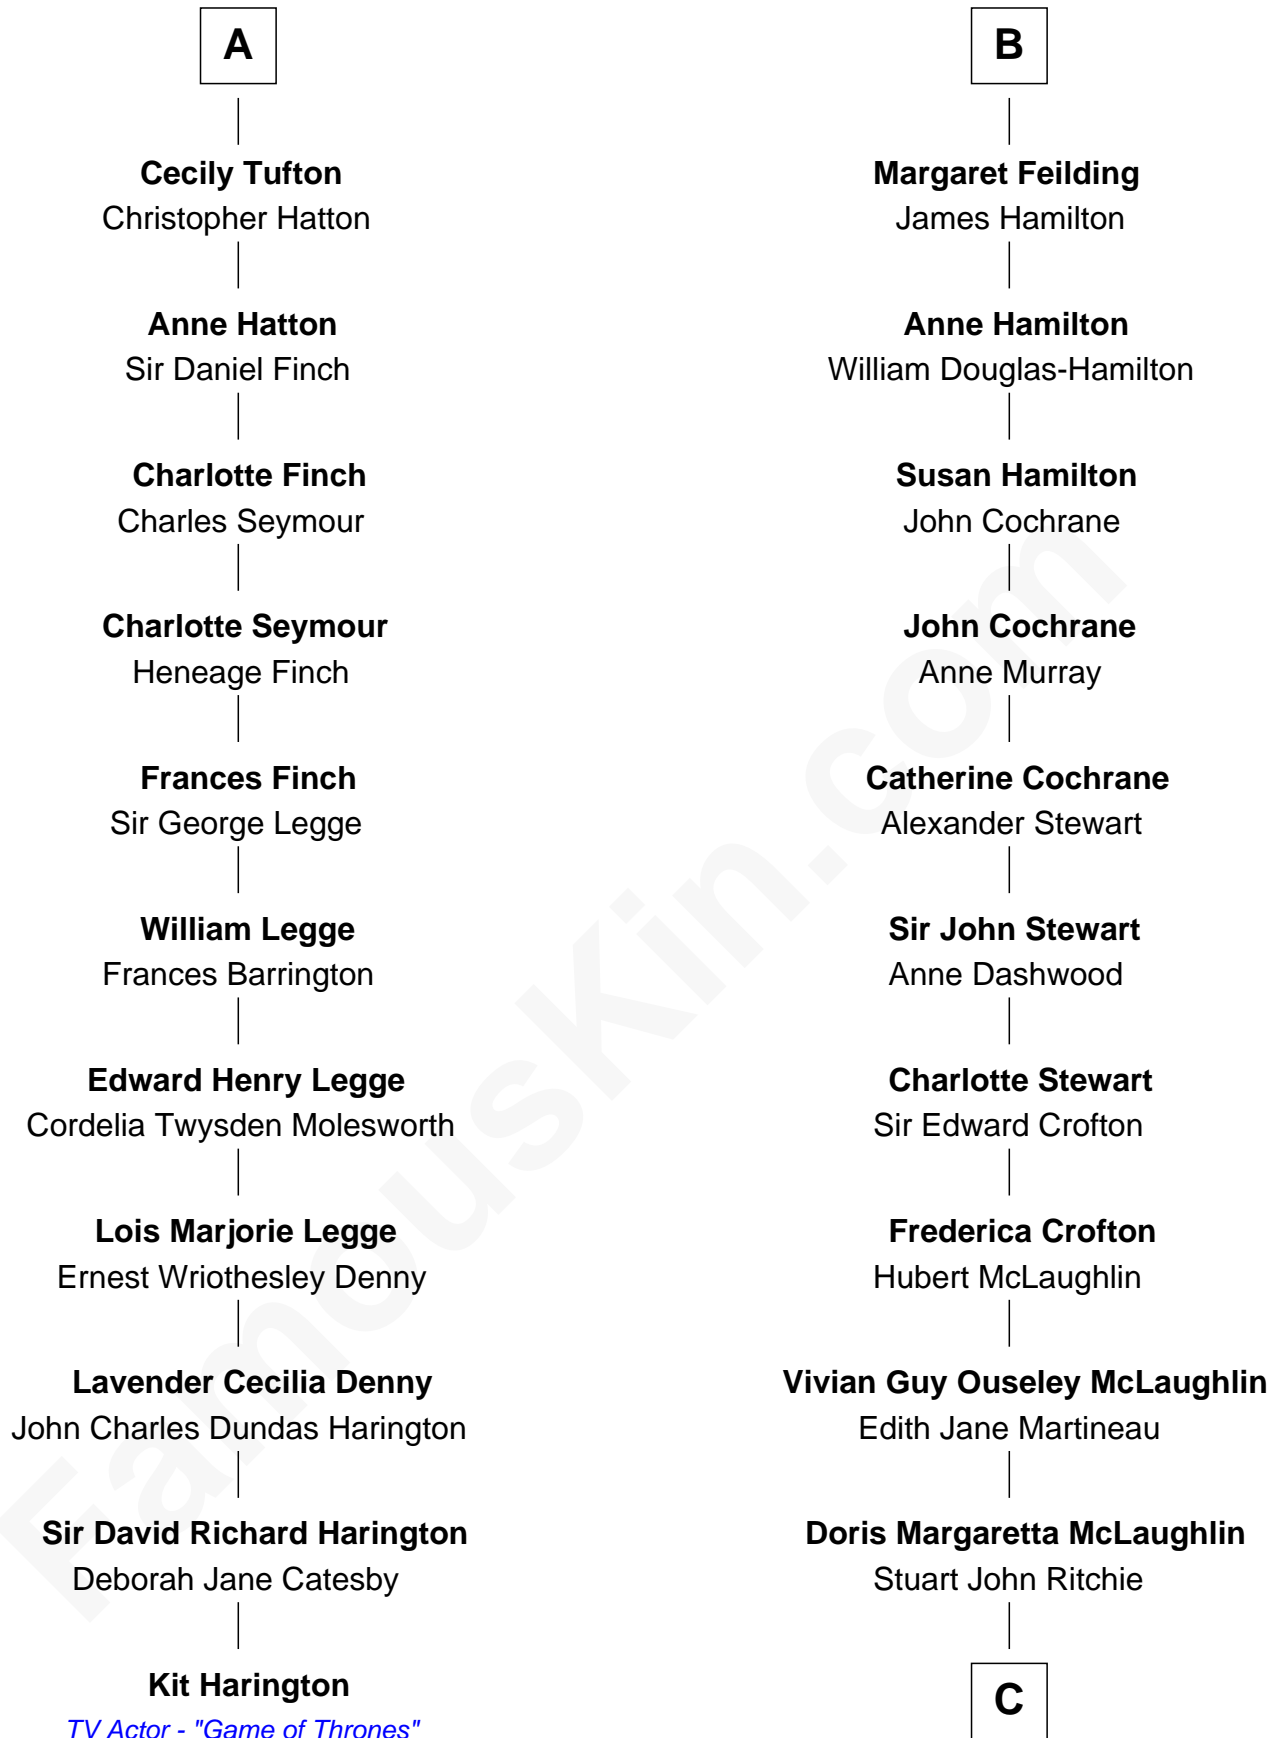 A
Cecily Tufton
Christopher Hatton
Anne Hatton
Sir Daniel Finch
Charlotte Finch
Charles Seymour
Charlotte Seymour
Heneage Finch
Frances Finch
Sir George Legge
William Legge
Frances Barrington
Edward Henry Legge
Cordelia Twysden Molesworth
Lois Marjorie Legge
Ernest Wriothesley Denny
Lavender Cecilia Denny
John Charles Dundas Harington
Sir David Richard Harington
Deborah Jane Catesby
Kit Harington
TV Actor - "Game of Thrones"
B
Margaret Feilding
James Hamilton
Anne Hamilton
William Douglas-Hamilton
Susan Hamilton
John Cochrane
John Cochrane
Anne Murray
Catherine Cochrane
Alexander Stewart
Sir John Stewart
Anne Dashwood
Charlotte Stewart
Sir Edward Crofton
Frederica Crofton
Hubert McLaughlin
Vivian Guy Ouseley McLaughlin
Edith Jane Martineau
Doris Margaretta McLaughlin
Stuart John Ritchie
C
FamousKin.com